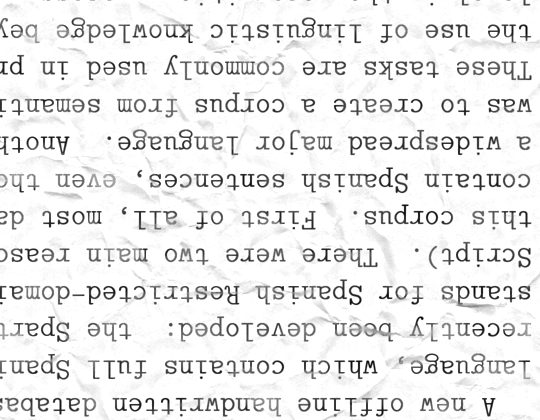 A new offline handwritten databas
language, which contains full Spani
recently been developed: the Spart
stands for Spanish Restricted-domai
Script). There were two main reaso
this corpus. First of all, most da
contain Spanish sentences, even tho
a widespread major language. Anoth
was to create a corpus from semanti
These tasks are commonly used in pr
the use of linguistic knowledge bey